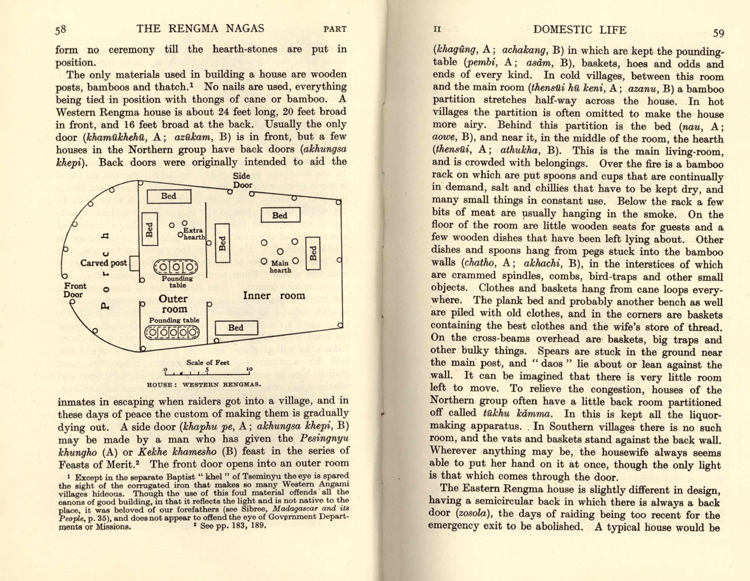 58 THE RENGMA NAGAS PART
form no ceremony till the hearth-stones are put in
position.
The only materials used in building a house are wooden
posts, bamboos and thatch.¹ No nails are used, everything
being tied in position with thongs of cane or bamboo. A
Western Rengma house is about 24 feet long, 20 feet broad
in front, and 16 feet broad at the back. Usually the only
door (khamūkhehū, A; azūkam, B) is in front, but a few
houses in the Northern group have back doors (akhungsa
khepi). Back doors were originally intended to aid the
Side
Door
Bed
Bed
Extra
hearth
Bed
Bed
Main
hearth
Bed
Porch
Carved post
Pounding
table
Front
Door
Outer
room
Inner room
Pounding table
Bed
Scale of Feet
0 5 10
HOUSE: WESTERN RENGMAS.
inmates in escaping when raiders got into a village, and in
these days of peace the custom of making them is gradually
dying out. A side door (khaphu pe, A; akhungsa khepi, B)
may be made by a man who has given the Pesingnyu
khungho (A) or Kekhe khamesho (B) feast in the series of
Feasts of Merit.² The front door opens into an outer room
¹ Except in the separate Baptist "khel" of Tseminyu the eye is spared
the sight of the corrugated iron that makes so many Western Angami
villages hideous. Though the use of this foul material offends all the
canons of good building, in that it reflects the light and is not native to the
place, it was beloved of our forefathers (see Sibree, Madagascar and its
People, p. 35), and does not appear to offend the eye of Government Depart-
ments or Missions. ² See pp. 183, 189.
II DOMESTIC LIFE 59
(khagūng, A; achakang, B) in which are kept the pounding-
table (pembi, A; asām, B), baskets, hoes and odds and
ends of every kind. In cold villages, between this room
and the main room (thensūi hū keni, A; azanu, B) a bamboo
partition stretches half-way across the house. In hot
villages the partition is often omitted to make the house
more airy. Behind this partition is the bed (nau, A;
aowe, B), and near it, in the middle of the room, the hearth
(thensūi, A; athukha, B). This is the main living-room,
and is crowded with belongings. Over the fire is a bamboo
rack on which are put spoons and cups that are continually
in demand, salt and chillies that have to be kept dry, and
many small things in constant use. Below the rack a few
bits of meat are usually hanging in the smoke. On the
floor of the room are little wooden seats for guests and a
few wooden dishes that have been left lying about. Other
dishes and spoons hang from pegs stuck into the bamboo
walls (chatho, A; akhachi, B), in the interstices of which
are crammed spindles, combs, bird-traps and other small
objects. Clothes and baskets hang from cane loops every-
where. The plank bed and probably another bench as well
are piled with old clothes, and in the corners are baskets
containing the best clothes and the wife's store of thread.
On the cross-beams overhead are baskets, big traps and
other bulky things. Spears are stuck in the ground near
the main post, and "daos" lie about or lean against the
wall. It can be imagined that there is very little room
left to move. To relieve the congestion, houses of the
Northern group often have a little back room partitioned
off called tūkhu kāmma. In this is kept all the liquor-
making apparatus. In Southern villages there is no such
room, and the vats and baskets stand against the back wall.
Wherever anything may be, the housewife always seems
able to put her hand on it at once, though the only light
is that which comes through the door.
The Eastern Rengma house is slightly different in design,
having a semicircular back in which there is always a back
door (zosola), the days of raiding being too recent for the
emergency exit to be abolished. A typical house would be